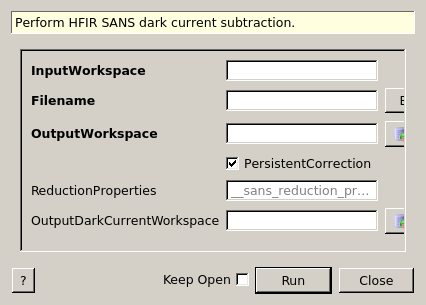 Perform HFIR SANS dark current subtraction.
InputWorkspace
Filename
OutputWorkspace
PersistentCorrection
ReductionProperties __sans_reduction_pr...
OutputDarkCurrentWorkspace
? Keep Open Run Close